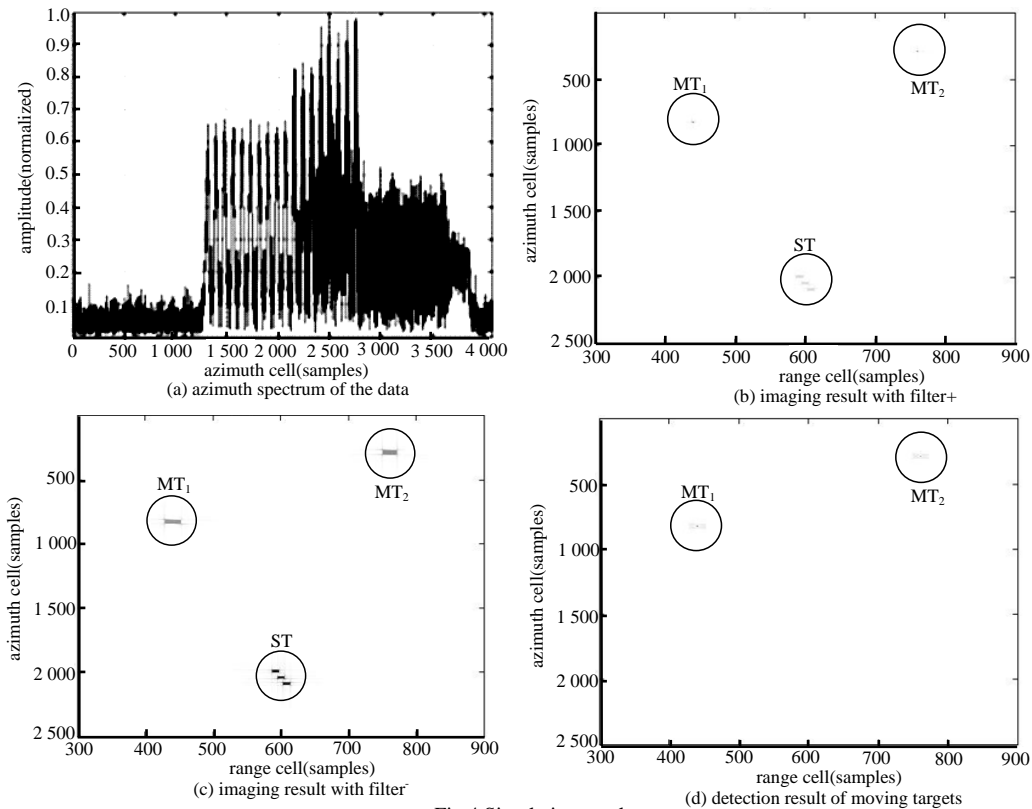 1.0
0.9
0.8
0.7
0.6
0.5
0.4
0.3
0.2
0.1
amplitude(normalized)
0 500 1 000 1 500 2 000 2 500 3 000 3 500 4 000
azimuth cell(samples)
(a) azimuth spectrum of the data
500
1 000
1 500
2 000
2 500
azimuth cell(samples)
MT1
MT2
ST
300 400 500 600 700 800 900
range cell(samples)
(b) imaging result with filter+
500
1 000
1 500
2 000
2 500
azimuth cell(samples)
MT1
MT2
ST
300 400 500 600 700 800 900
range cell(samples)
(c) imaging result with filter-
500
1 000
1 500
2 000
2 500
azimuth cell(samples)
MT1
MT2
300 400 500 600 700 800 900
range cell(samples)
(d) detection result of moving targets